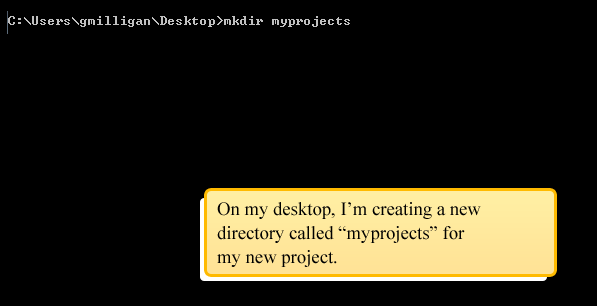 C:\Users\gmilligan\Desktop>mkdir myprojects
On my desktop, I’m creating a new
directory called “myprojects” for
my new project.